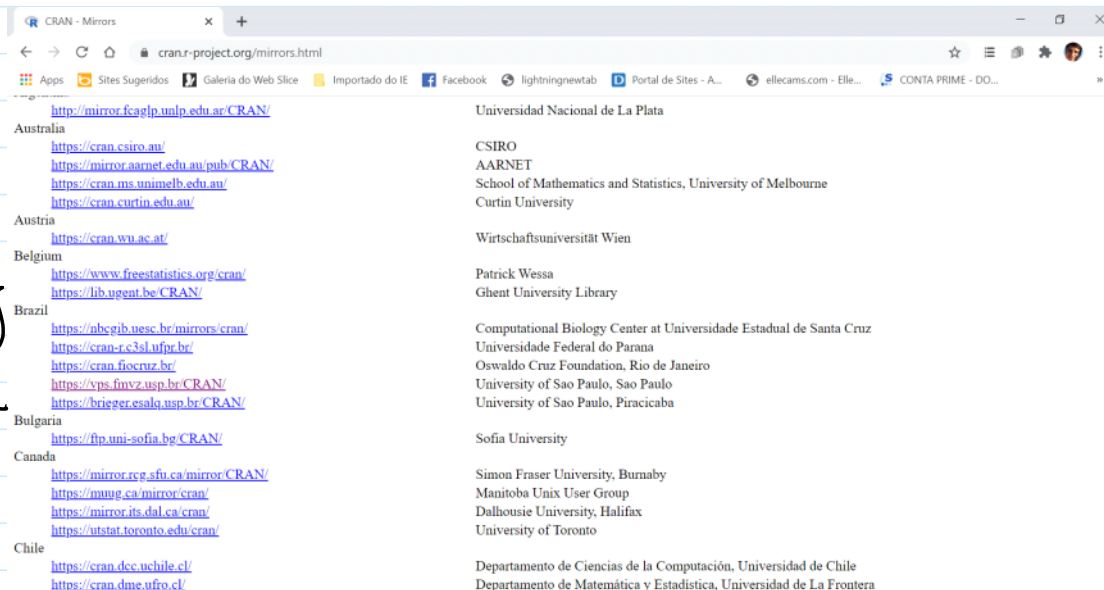 CRAN - Mirrors
cran.r-project.org/mirrors.html
Apps Sites Sugeridos Galeria do Web Slice Importado do IE Facebook lightningnewtab Portal de Sites - A... ellecams.com - Elle... CONTA PRIME - DO... »
http://mirror.fcaglp.unlp.edu.ar/CRAN/ Universidad Nacional de La Plata
Australia
https://cran.csiro.au/ CSIRO
https://mirror.aarnet.edu.au/pub/CRAN/ AARNET
https://cran.ms.unimelb.edu.au/ School of Mathematics and Statistics, University of Melbourne
https://cran.curtin.edu.au/ Curtin University
Austria
https://cran.wu.ac.at/ Wirtschaftsuniversität Wien
Belgium
https://www.freestatistics.org/cran/ Patrick Wessa
https://lib.ugent.be/CRAN/ Ghent University Library
Brazil
https://nbcgib.uesc.br/mirrors/cran/ Computational Biology Center at Universidade Estadual de Santa Cruz
https://cran-r.c3sl.ufpr.br/ Universidade Federal do Parana
https://cran.fiocruz.br/ Oswaldo Cruz Foundation, Rio de Janeiro
https://vps.fmvz.usp.br/CRAN/ University of Sao Paulo, Sao Paulo
https://brieger.esalq.usp.br/CRAN/ University of Sao Paulo, Piracicaba
Bulgaria
https://ftp.uni-sofia.bg/CRAN/ Sofia University
Canada
https://mirror.rcg.sfu.ca/mirror/CRAN/ Simon Fraser University, Burnaby
https://muug.ca/mirror/cran/ Manitoba Unix User Group
https://mirror.its.dal.ca/cran/ Dalhousie University, Halifax
https://utstat.toronto.edu/cran/ University of Toronto
Chile
https://cran.dcc.uchile.cl/ Departamento de Ciencias de la Computación, Universidad de Chile
https://cran.dme.ufro.cl/ Departamento de Matemática y Estadística, Universidad de La Frontera